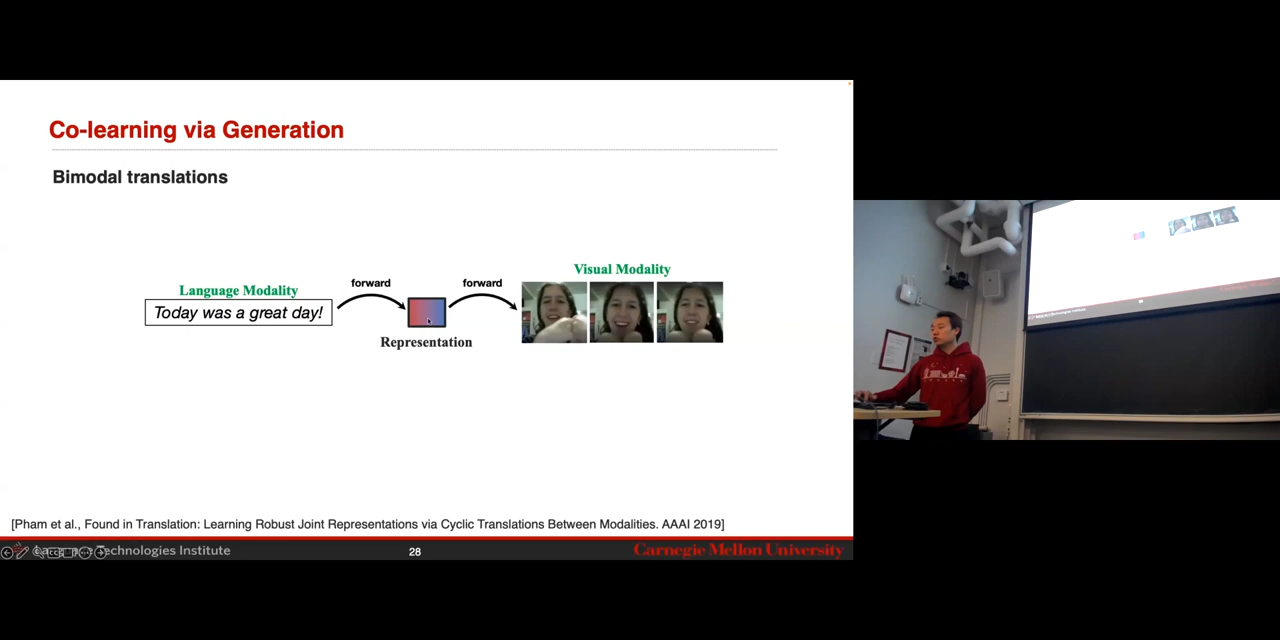 Co-learning via Generation
Bimodal translations
Visual Modality
forward
forward
Language Modality
Today was a great day!
Representation
[Pham et al., Found in Translation: Learning Robust Joint Representations via Cyclic Translations Between Modalities. AAAI 2019]
Technologies Institute
28
Carnegie Mellon University